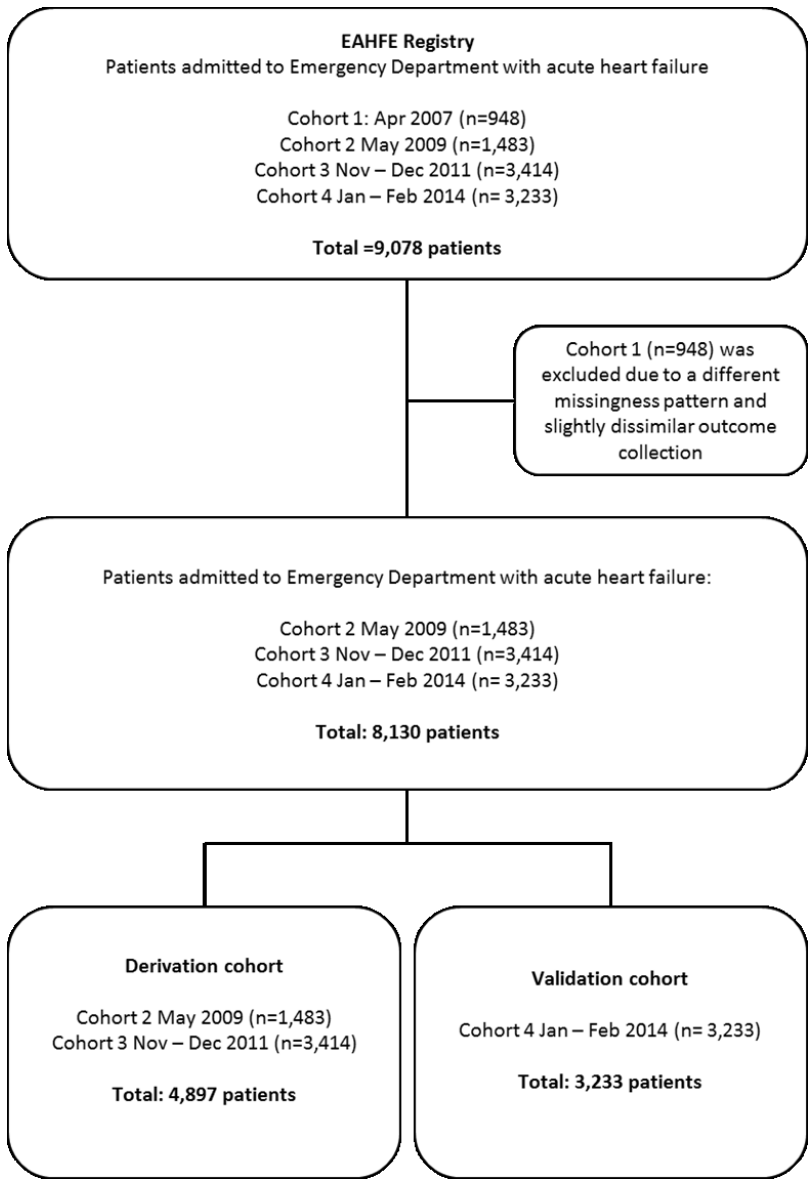 EAHFE Registry
Patients admitted to Emergency Department with acute heart failure
Cohort 1: Apr 2007 (n=948)
Cohort 2 May 2009 (n=1,483)
Cohort 3 Nov – Dec 2011 (n=3,414)
Cohort 4 Jan – Feb 2014 (n= 3,233)
Total =9,078 patients
Cohort 1 (n=948) was
excluded due to a different
missingness pattern and
slightly dissimilar outcome
collection
Patients admitted to Emergency Department with acute heart failure:
Cohort 2 May 2009 (n=1,483)
Cohort 3 Nov – Dec 2011 (n=3,414)
Cohort 4 Jan – Feb 2014 (n= 3,233)
Total: 8,130 patients
Derivation cohort
Cohort 2 May 2009 (n=1,483)
Cohort 3 Nov – Dec 2011 (n=3,414)
Total: 4,897 patients
Validation cohort
Cohort 4 Jan – Feb 2014 (n= 3,233)
Total: 3,233 patients